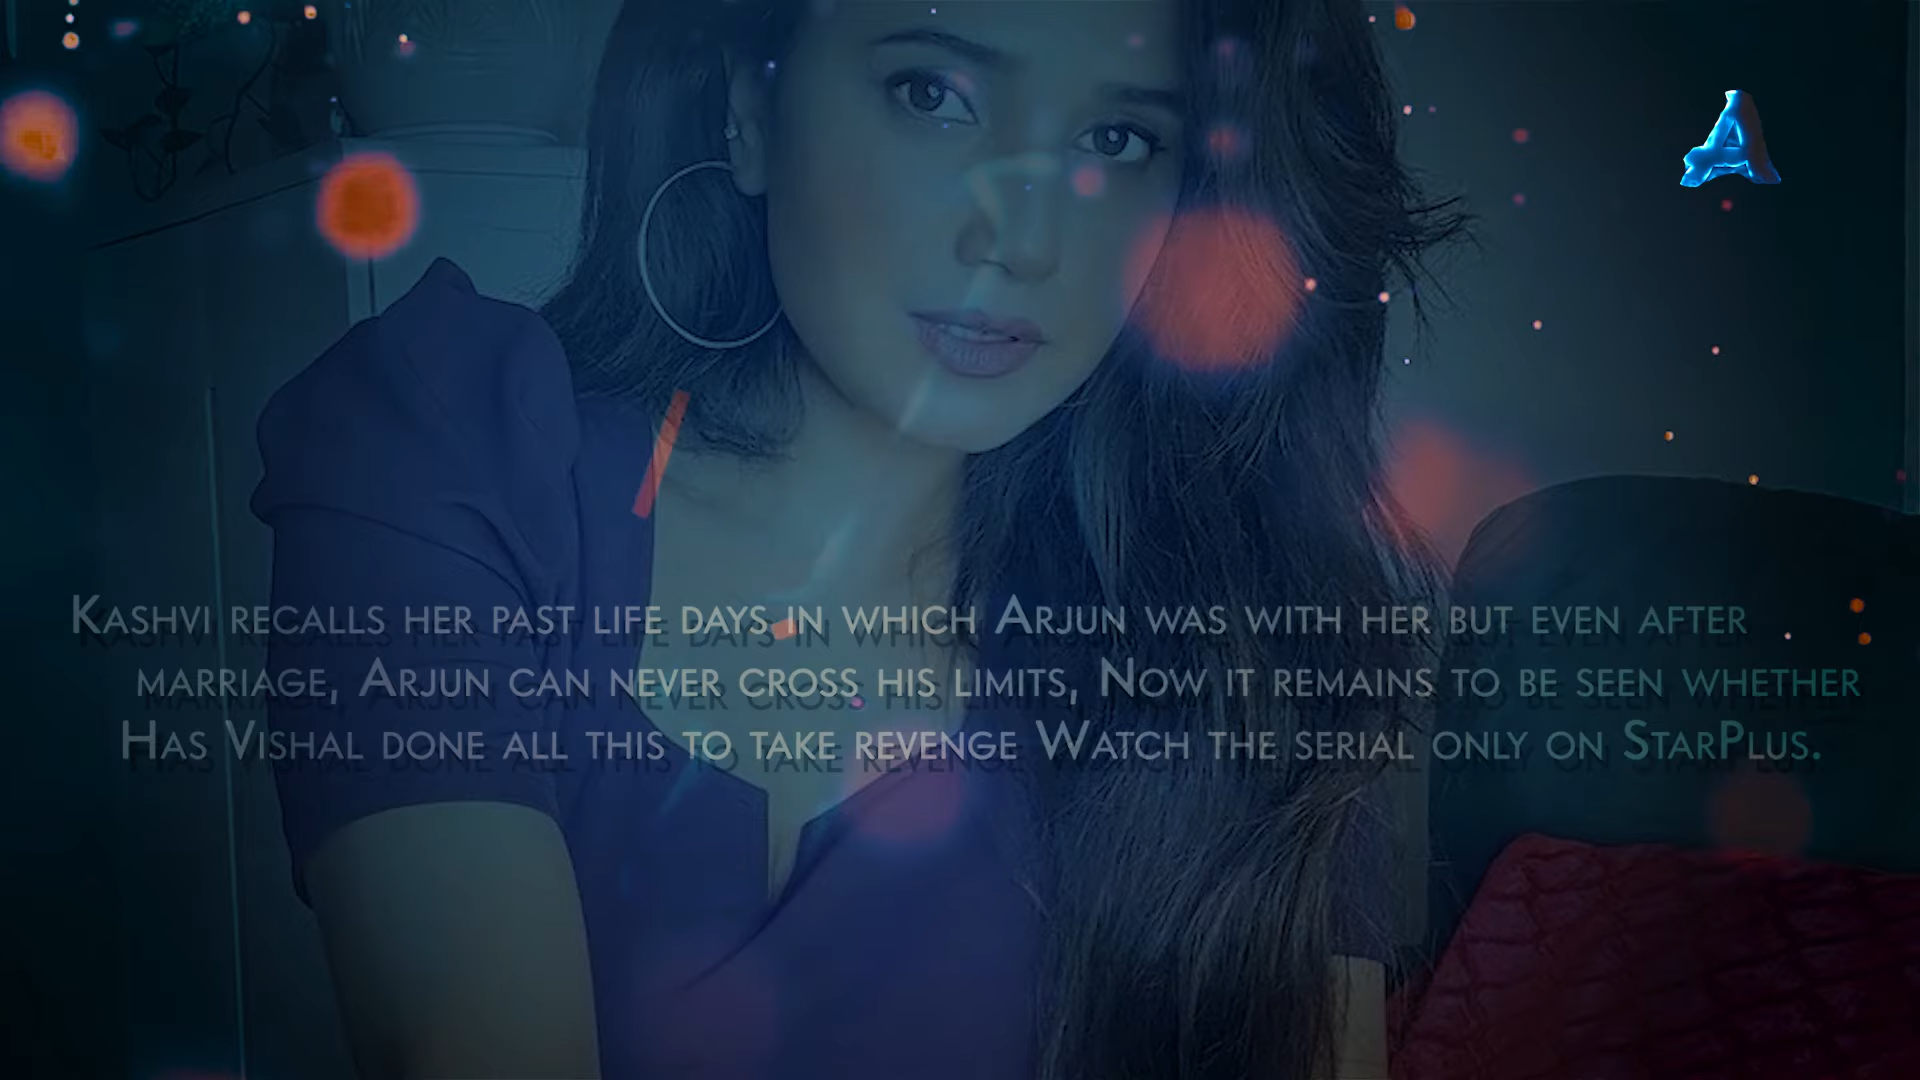 A
Kashvi recalls her past life days in which Arjun was with her but even after
marriage, Arjun can never cross his limits, Now it remains to be seen whether
Has Vishal done all this to take revenge Watch the serial only on StarPlus.